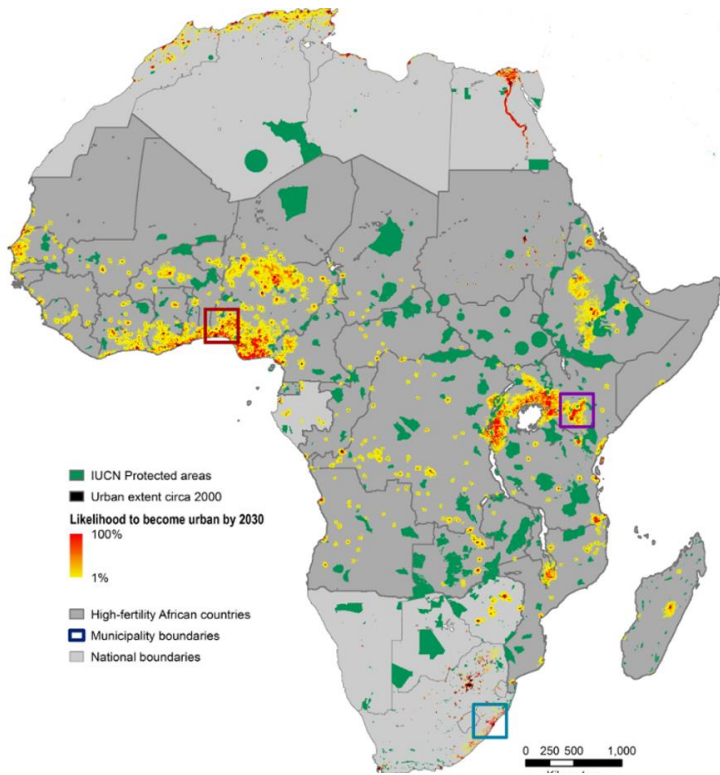 IUCN Protected areas
Urban extent circa 2000
Likelihood to become urban by 2030
100%
1%
High-fertility African countries
Municipality boundaries
National boundaries
0 250 500 1,000